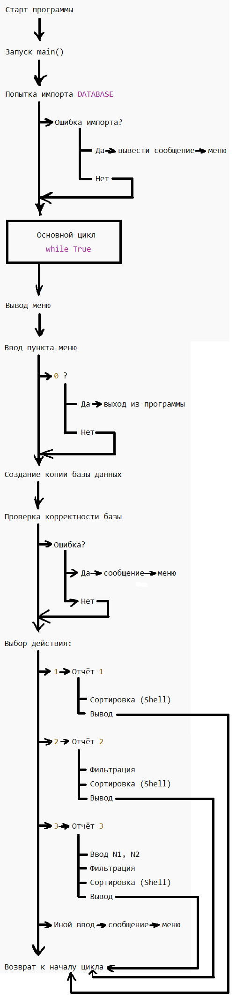 Старт программы
Запуск main()
Попытка импорта DATABASE
Ошибка импорта?
Да вывести сообщение меню
Нет
Основной цикл
while True
Вывод меню
Ввод пункта меню
0 ?
Да выход из программы
Нет
Создание копии базы данных
Проверка корректности базы
Ошибка?
Да сообщение меню
Нет
Выбор действия:
1 Отчёт 1
Сортировка (Shell)
Вывод
2 Отчёт 2
Фильтрация
Сортировка (Shell)
Вывод
3 Отчёт 3
Ввод N1, N2
Фильтрация
Сортировка (Shell)
Вывод
Иной ввод сообщение меню
Возврат к началу цикла